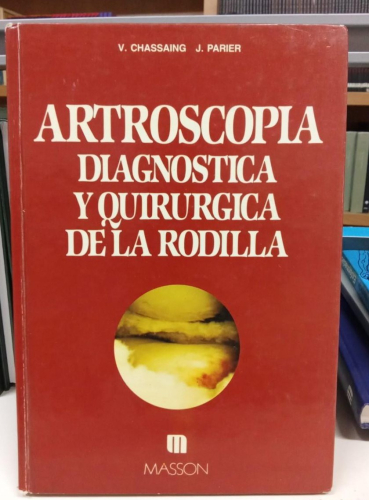 V. CHASSAING J. PARIER
ARTROSCOPIA
DIAGNOSTICA
Y QUIRURGICA
DE LA RODILLA
m
MASSON